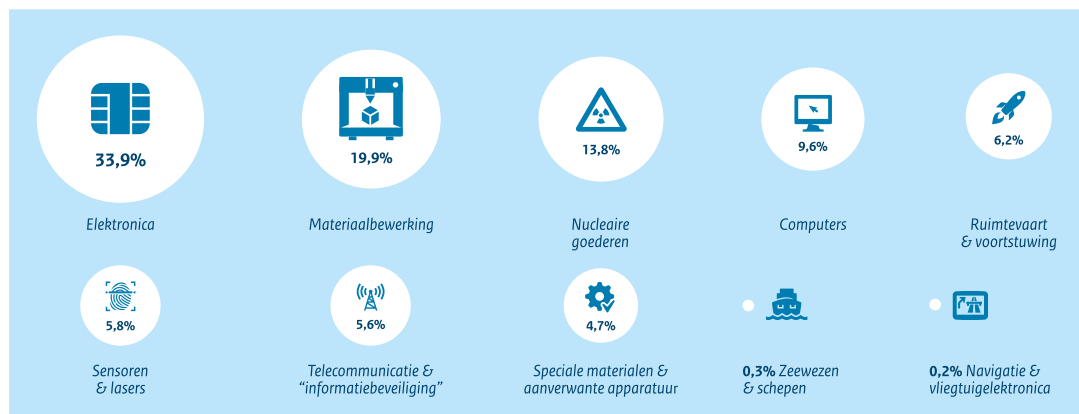 33,9%
Elektronica
19,9%
Materiaalbewerking
13,8%
Nucleaire
goederen
9,6%
Computers
6,2%
Ruimtevaart
& voortstuwing
5,8%
Sensoren
& lasers
5,6%
Telecommunicatie &
“informatiebeveiliging”
4,7%
Speciale materialen &
aanverwante apparatuur
0,3% Zeewezen
& schepen
0,2% Navigatie &
vliegtuigelektronica